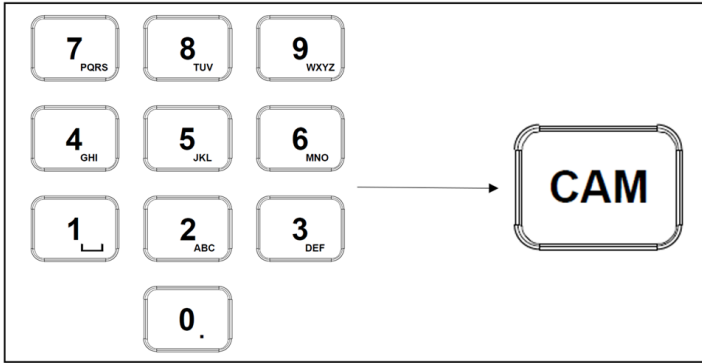 7 PQRS 8 TUV 9 WXYZ
4 GHI 5 JKL 6 MNO
CAM
1 2 ABC 3 DEF
0 .